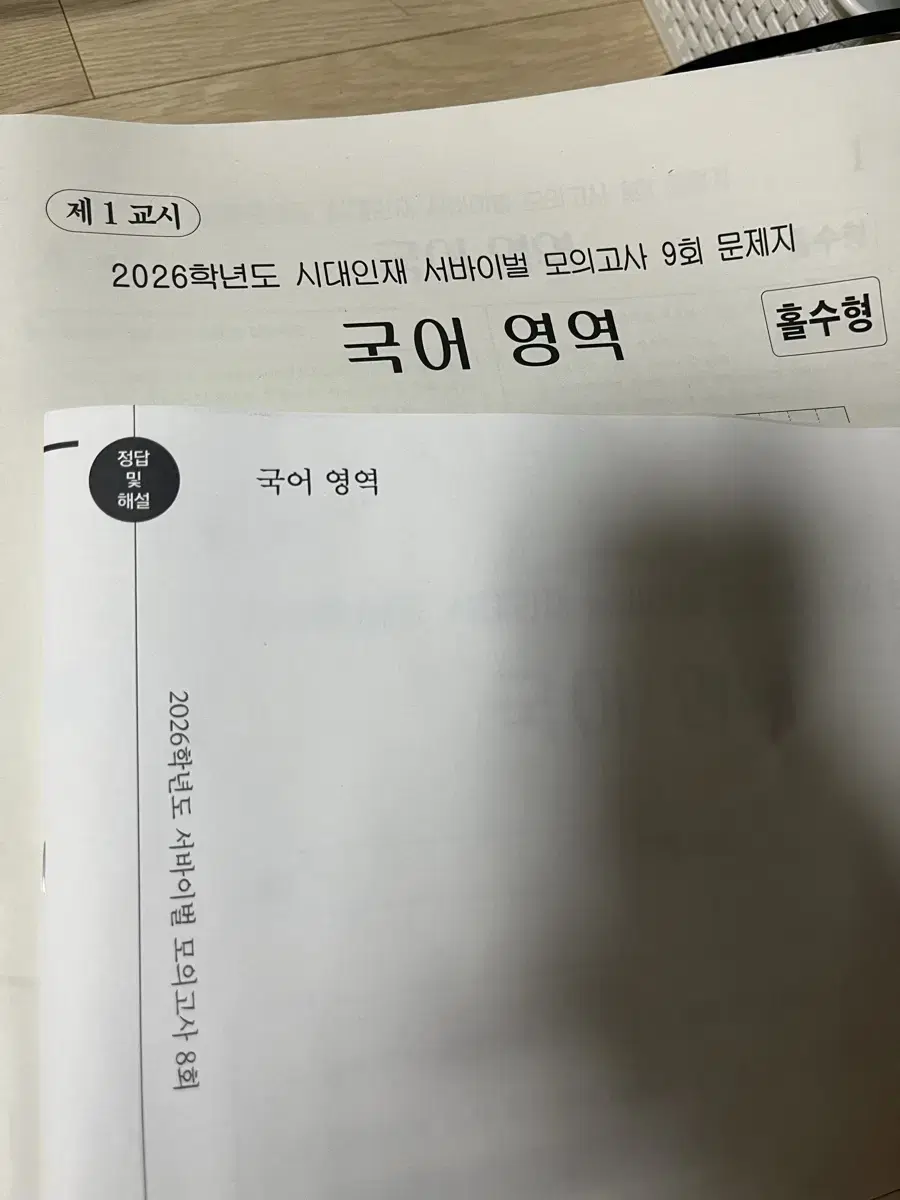 제 1 교시
2026학년도 시대인재 서바이벌 모의고사 9회 문제지
국어 영역
홀수형
정답
및
해설
국어 영역
2026학년도 서바이벌 모의고사 8회